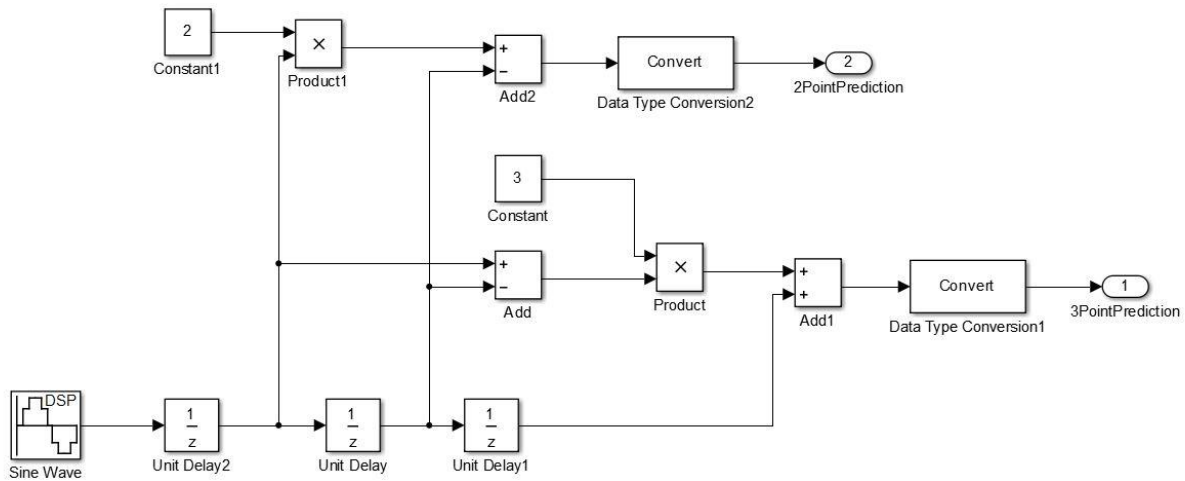 2
×
Constant1
Product1
+
−
Add2
Convert
Data Type Conversion2
2
2PointPrediction
3
Constant
+
−
Add
×
Product
+
+
Add1
Convert
Data Type Conversion1
1
3PointPrediction
DSP
Sine Wave
1
z
Unit Delay2
1
z
Unit Delay
1
z
Unit Delay1